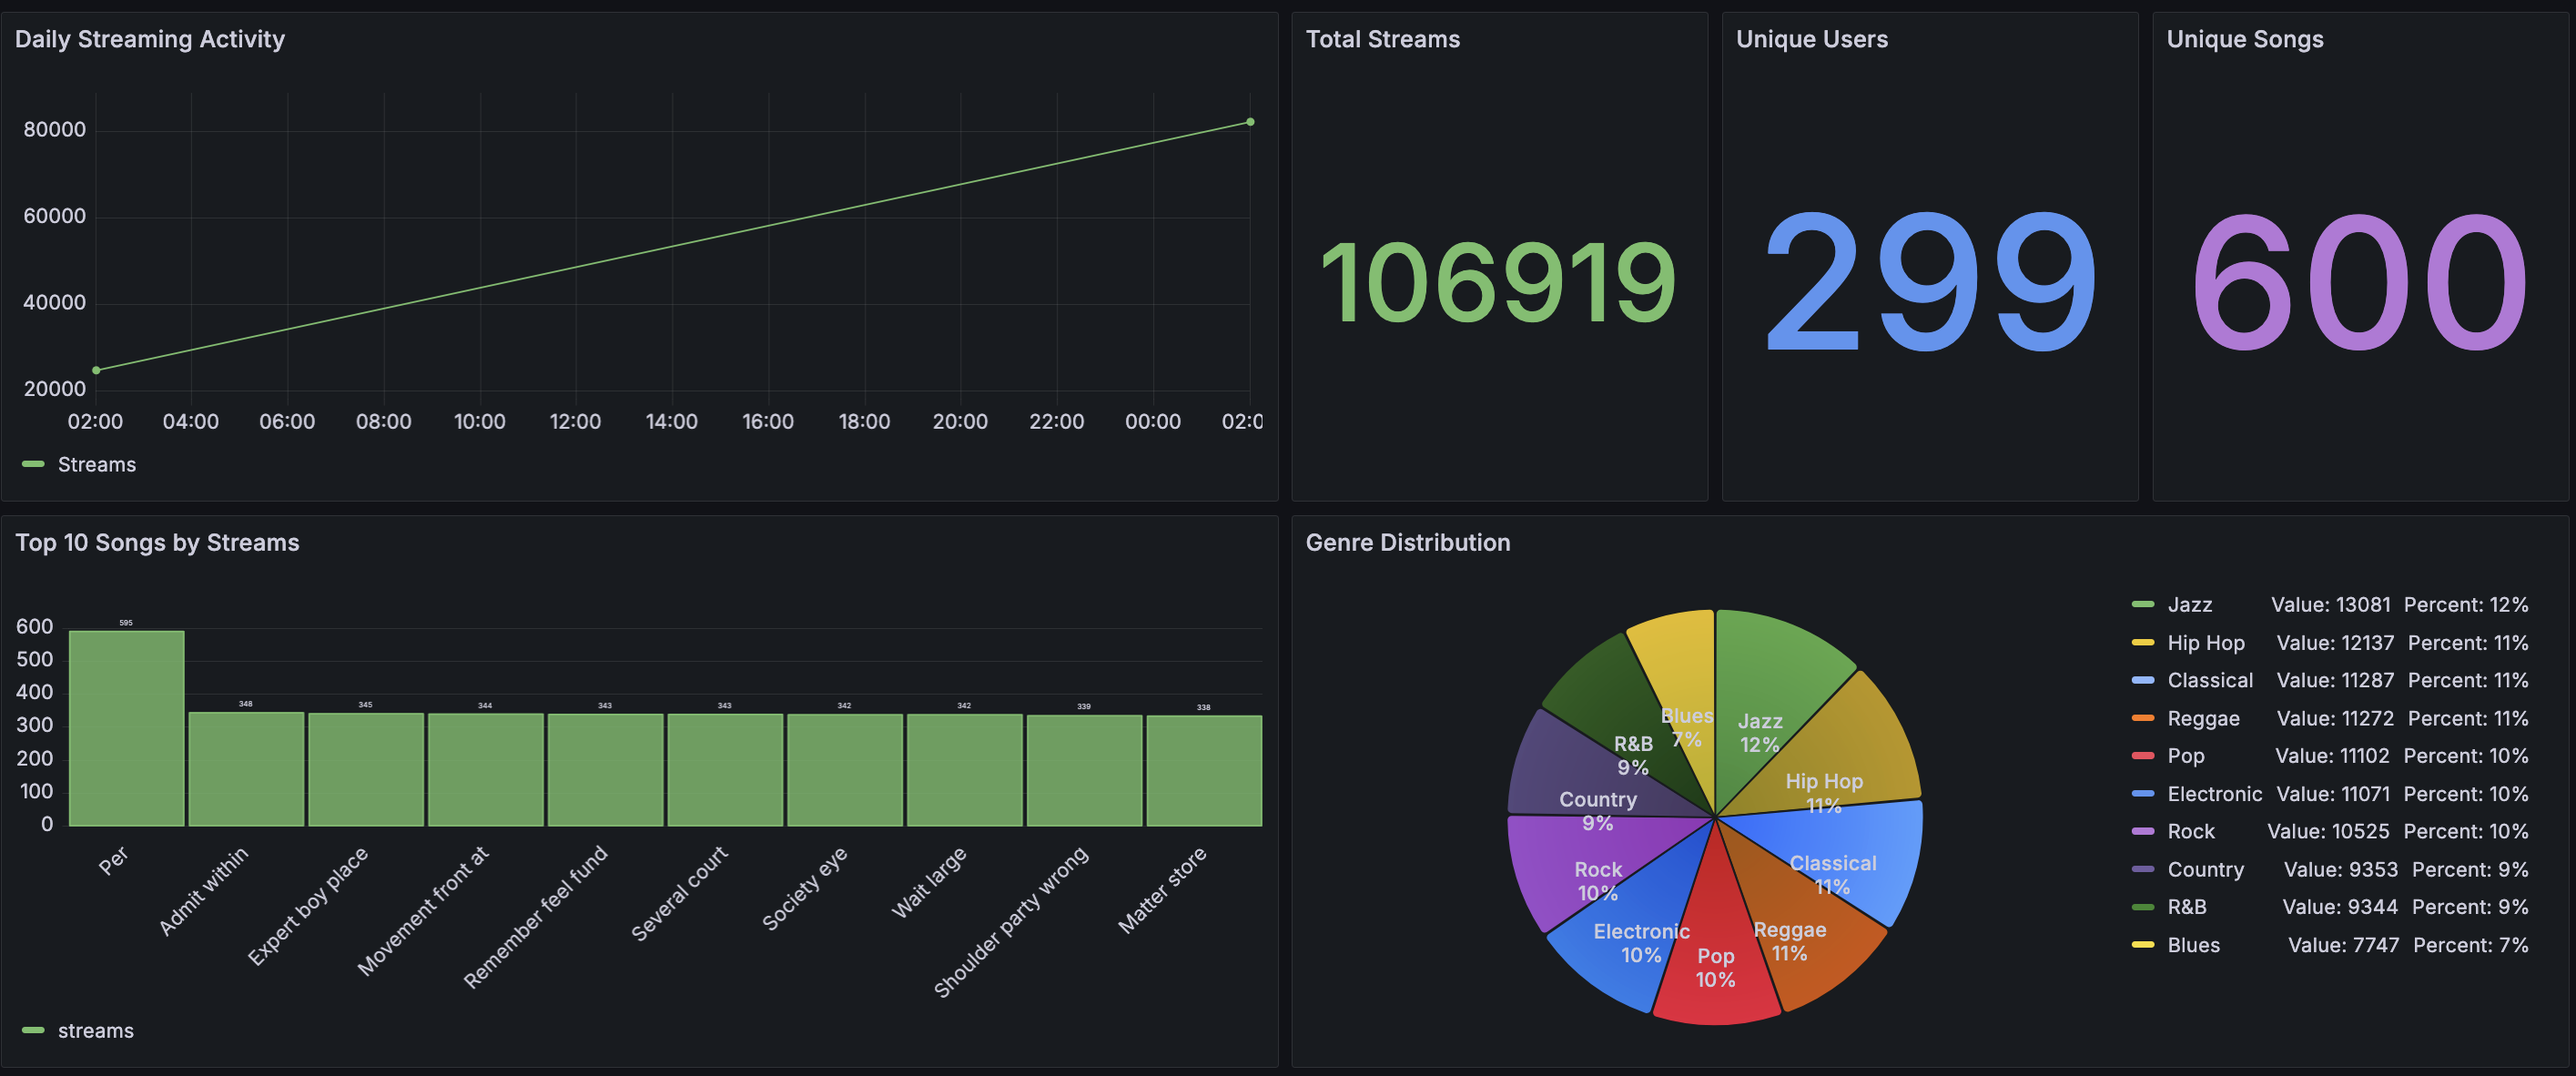 Daily Streaming Activity
80000
60000
40000
20000
02:00 04:00 06:00 08:00 10:00 12:00 14:00 16:00 18:00 20:00 22:00 00:00 02:0
Streams
Total Streams
106919
Unique Users
299
Unique Songs
600
Top 10 Songs by Streams
600
500
400
300
200
100
0
595 348 345 344 343 343 342 342 339 338
Per
Admit within
Expert boy place
Movement front at
Remember feel fund
Several court
Society eye
Wait large
Shoulder party wrong
Matter store
streams
Genre Distribution
Jazz
12%
Hip Hop
11%
Classical
11%
Reggae
11%
Pop
10%
Electronic
10%
Rock
10%
Country
9%
R&B
9%
Blues
7%
Jazz Value: 13081 Percent: 12%
Hip Hop Value: 12137 Percent: 11%
Classical Value: 11287 Percent: 11%
Reggae Value: 11272 Percent: 11%
Pop Value: 11102 Percent: 10%
Electronic Value: 11071 Percent: 10%
Rock Value: 10525 Percent: 10%
Country Value: 9353 Percent: 9%
R&B Value: 9344 Percent: 9%
Blues Value: 7747 Percent: 7%